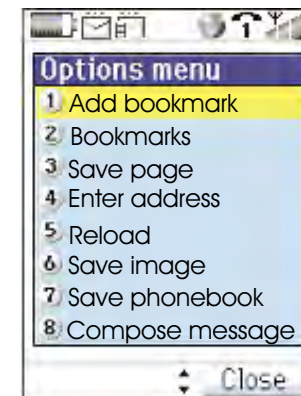 Options menu
1 Add bookmark
2 Bookmarks
3 Save page
4 Enter address
5 Reload
6 Save image
7 Save phonebook
8 Compose message
Close